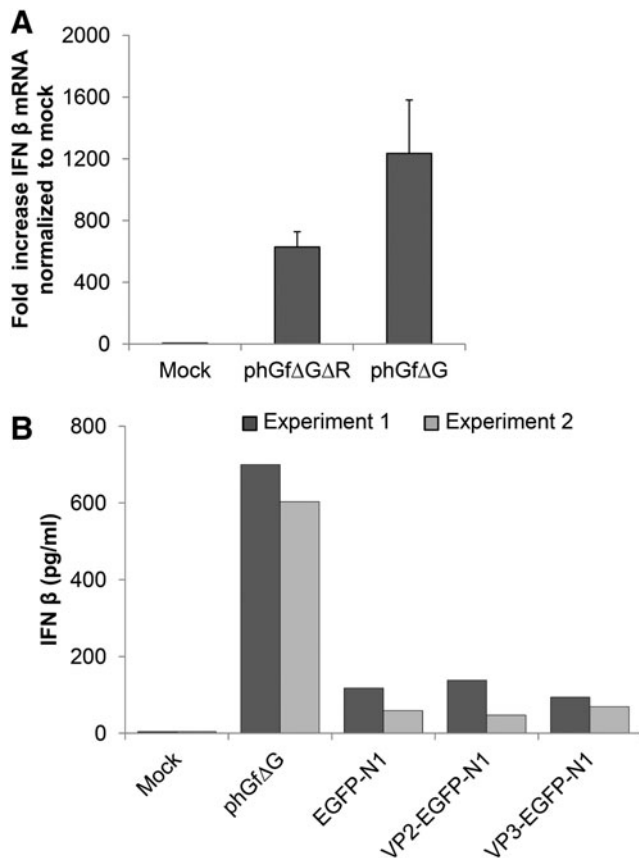 A
Fold increase IFN β mRNA
normalized to mock
2000
1600
1200
800
400
0
Mock
phGfΔGΔR
phGfΔG
B
Experiment 1
Experiment 2
IFN β (pg/ml)
800
600
400
200
0
Mock
phGfΔG
EGFP-N1
VP2-EGFP-N1
VP3-EGFP-N1